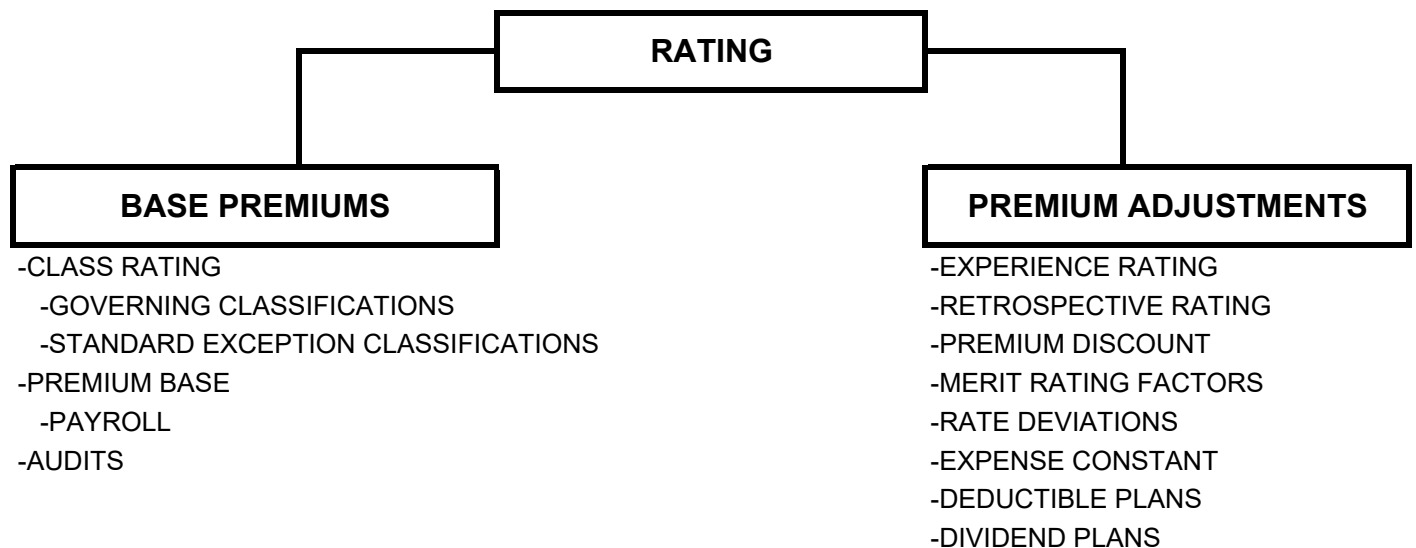 RATING
BASE PREMIUMS
-CLASS RATING
-GOVERNING CLASSIFICATIONS
-STANDARD EXCEPTION CLASSIFICATIONS
-PREMIUM BASE
-PAYROLL
-AUDITS
PREMIUM ADJUSTMENTS
-EXPERIENCE RATING
-RETROSPECTIVE RATING
-PREMIUM DISCOUNT
-MERIT RATING FACTORS
-RATE DEVIATIONS
-EXPENSE CONSTANT
-DEDUCTIBLE PLANS
-DIVIDEND PLANS